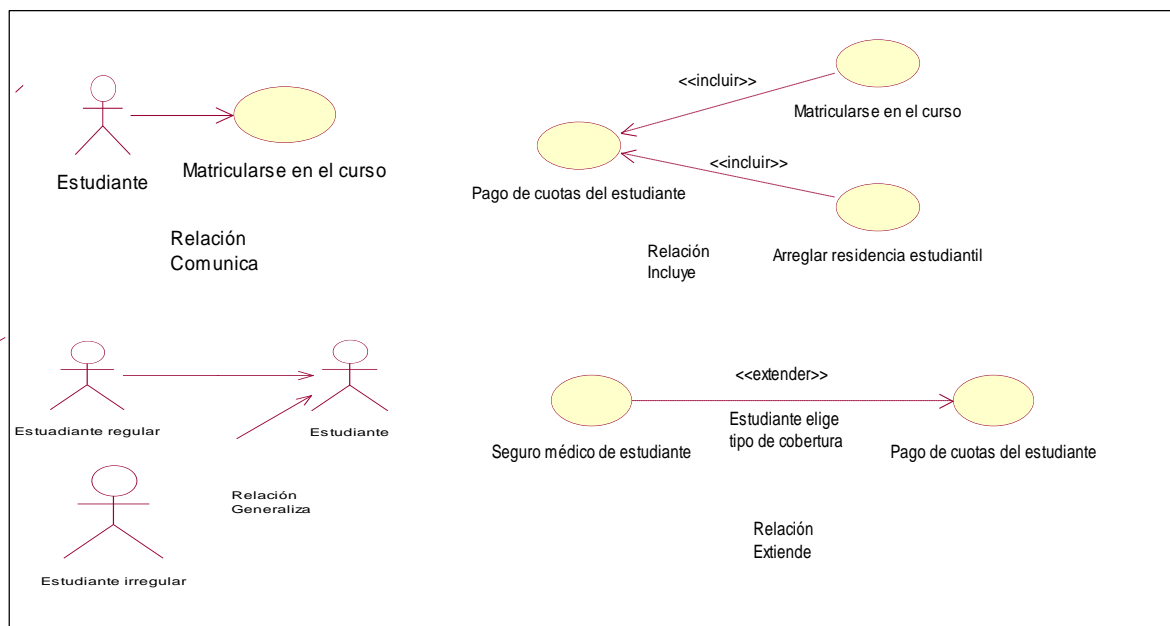 Estudiante
Matricularse en el curso
Relación
Comunica
<<incluir>>
Matricularse en el curso
Pago de cuotas del estudiante
<<incluir>>
Arreglar residencia estudiantil
Relación
Incluye
Estuadiante regular
Estudiante
Estudiante irregular
Relación
Generaliza
<<extender>>
Estudiante elige
tipo de cobertura
Seguro médico de estudiante
Pago de cuotas del estudiante
Relación
Extiende